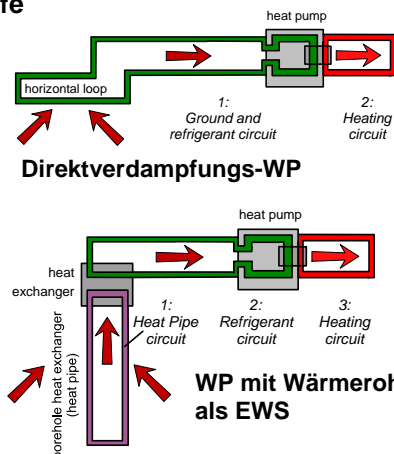 fe
heat pump
horizontal loop
1:
Ground and
refrigerant circuit
2:
Heating
circuit
Direktverdampfungs-WP
heat pump
heat
exchanger
1:
Heat Pipe
circuit
2:
Refrigerant
circuit
3:
Heating
circuit
orehole heat exchanger
(heat pipe)
WP mit Wärmeroh
als EWS